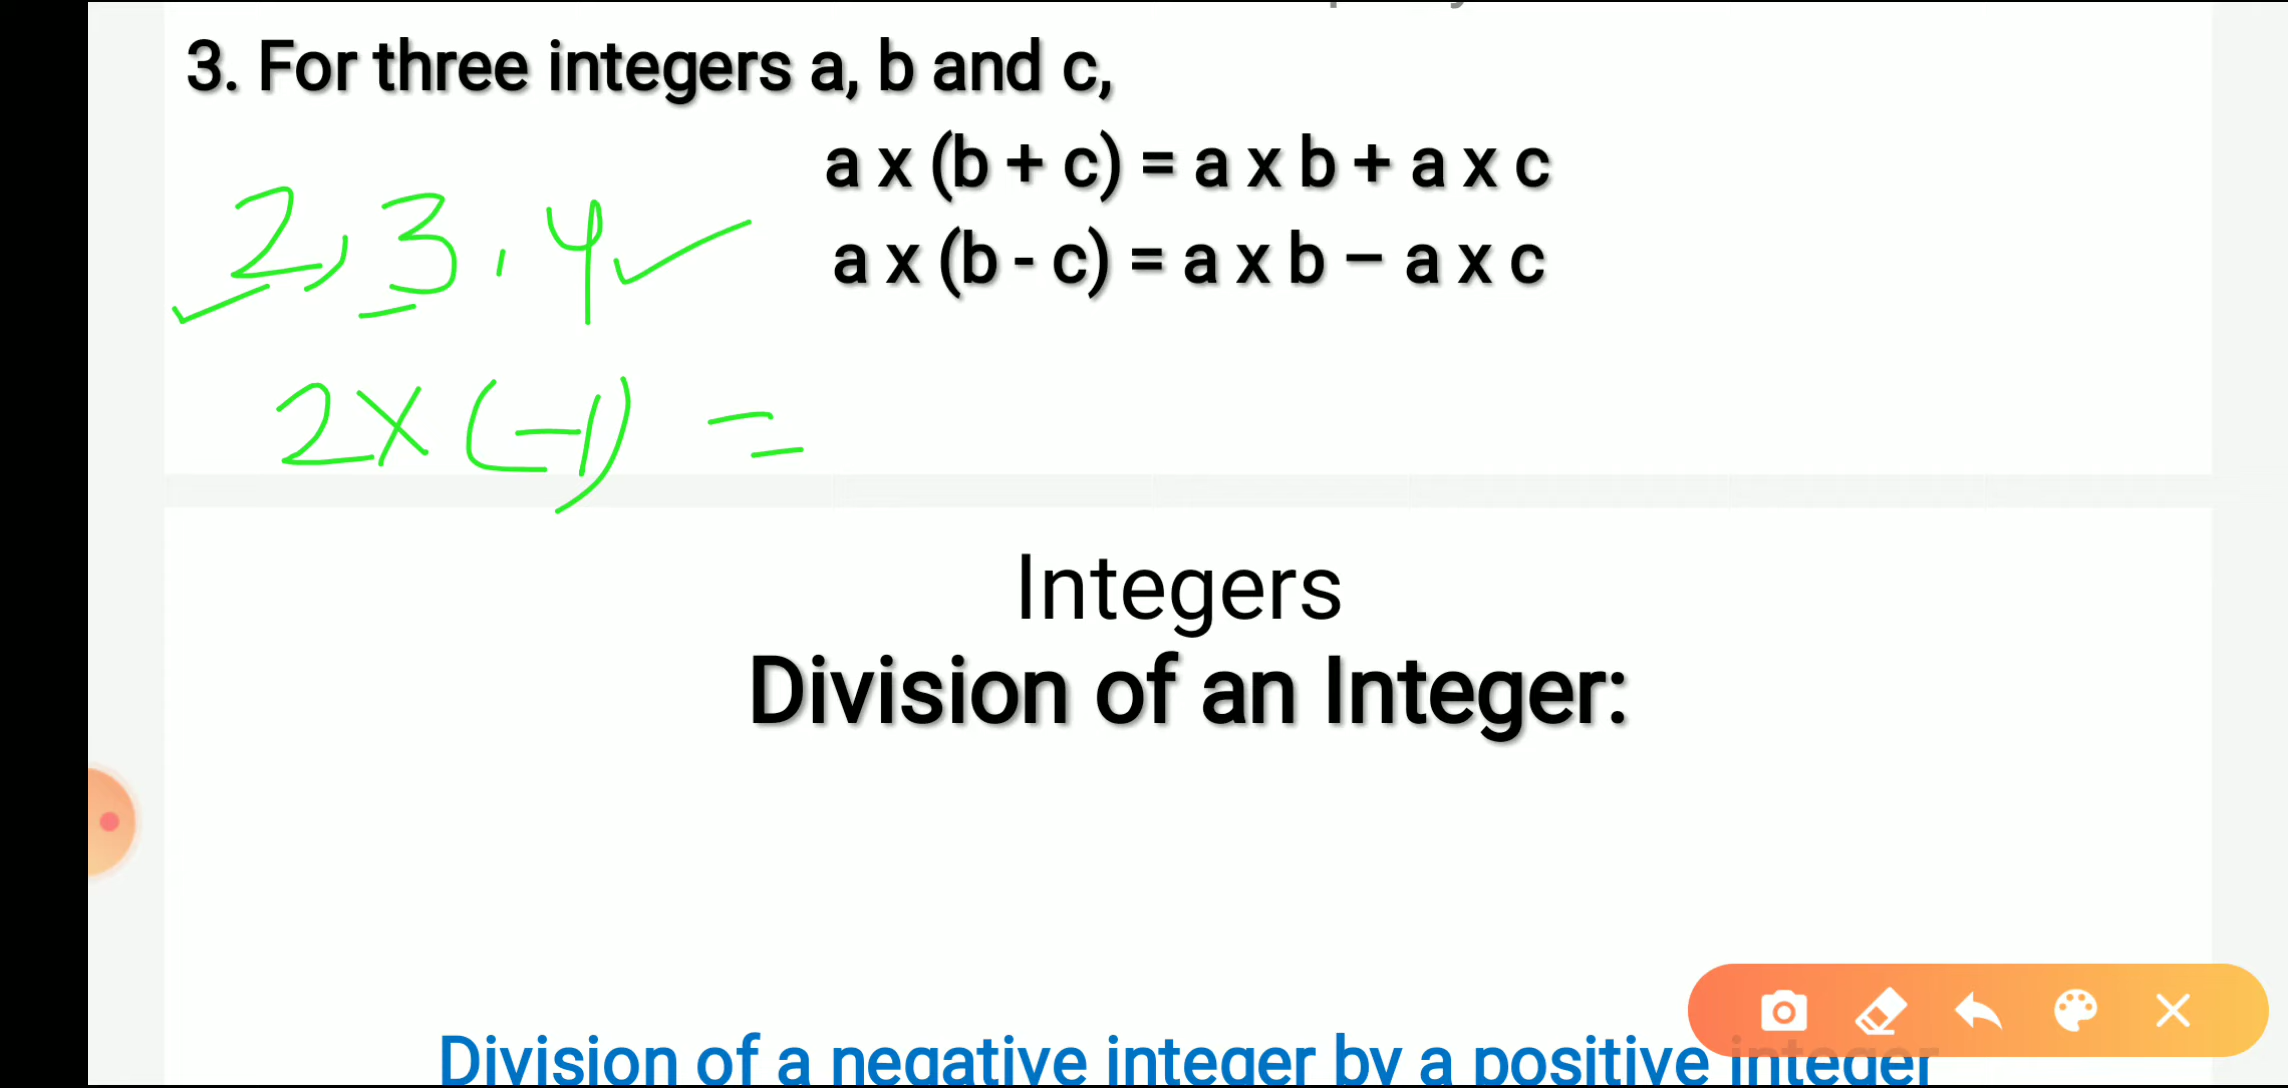 3. For three integers a, b and c,
a x (b + c) = a x b + a x c
a x (b - c) = a x b – a x c
2, 3, 4
2 x (-1) =
Integers
Division of an Integer:
Division of a negative integer by a positive integer